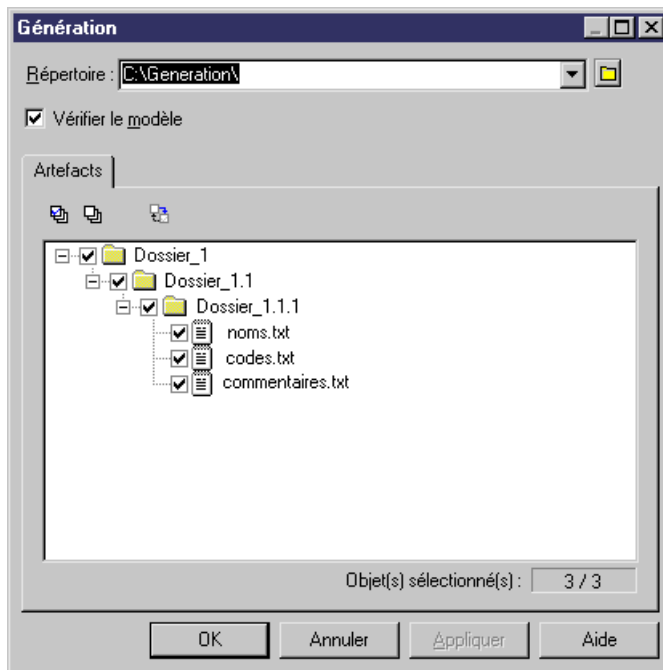 Génération
Répertoire : C:\Generation\
Vérifier le modèle
Artefacts
Dossier_1
Dossier_1.1
Dossier_1.1.1
noms.txt
codes.txt
commentaires.txt
Objet(s) sélectionné(s) : 3 / 3
OK Annuler Appliquer Aide